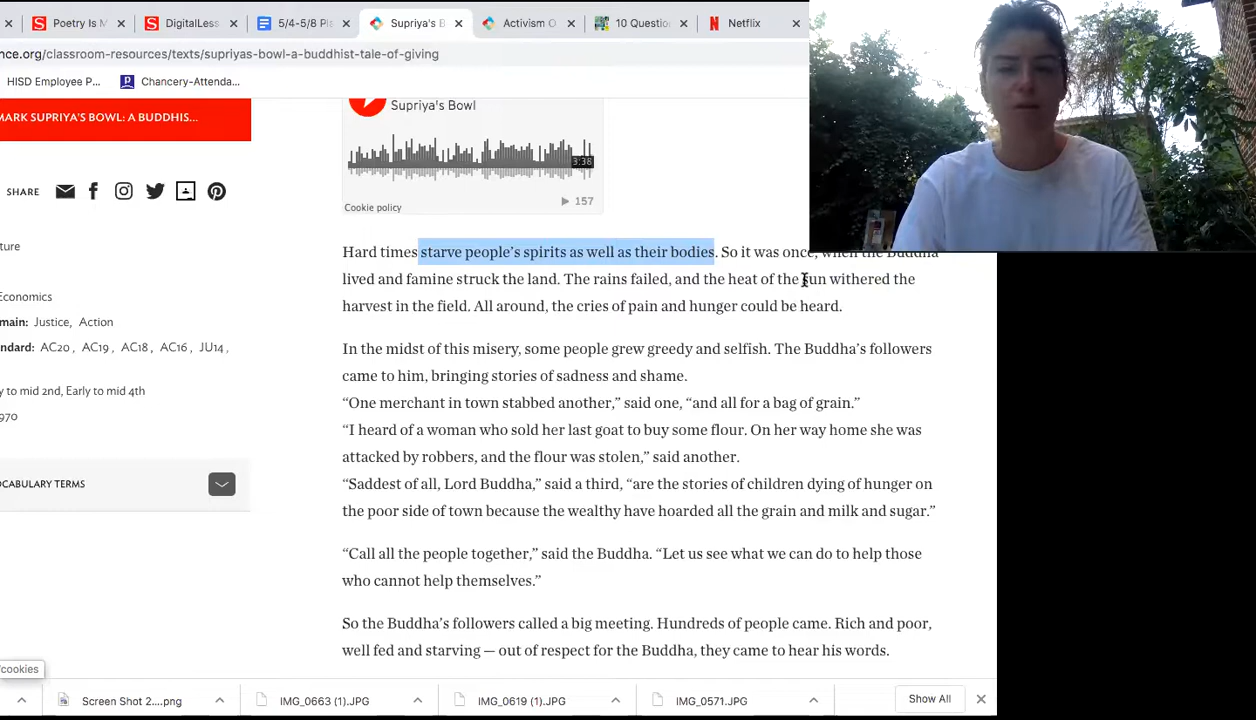 Poetry Is M
DigitalLess
5/4-5/8 Pl
Supriya's B
Activism O
10 Questio
Netflix
nce.org/classroom-resources/texts/supriyas-bowl-a-buddhist-tale-of-giving
HISD Employee P...
Chancery-Attenda...
MARK SUPRIYA'S BOWL: A BUDDHIS...
Supriya's Bowl
3:38
Cookie policy
157
SHARE
ture
Economics
main: Justice, Action
ndard: AC20 , AC19 , AC18 , AC16 , JU14 ,
y to mid 2nd, Early to mid 4th
970
OCABULARY TERMS
Hard times starve people's spirits as well as their bodies. So it was once, when the Buddha
lived and famine struck the land. The rains failed, and the heat of the sun withered the
harvest in the field. All around, the cries of pain and hunger could be heard.
In the midst of this misery, some people grew greedy and selfish. The Buddha's followers
came to him, bringing stories of sadness and shame.
“One merchant in town stabbed another,” said one, “and all for a bag of grain.”
“I heard of a woman who sold her last goat to buy some flour. On her way home she was
attacked by robbers, and the flour was stolen,” said another.
“Saddest of all, Lord Buddha,” said a third, “are the stories of children dying of hunger on
the poor side of town because the wealthy have hoarded all the grain and milk and sugar.”
“Call all the people together,” said the Buddha. “Let us see what we can do to help those
who cannot help themselves.”
So the Buddha's followers called a big meeting. Hundreds of people came. Rich and poor,
well fed and starving — out of respect for the Buddha, they came to hear his words.
/cookies
Screen Shot 2....png
IMG_0663 (1).JPG
IMG_0619 (1).JPG
IMG_0571.JPG
Show All